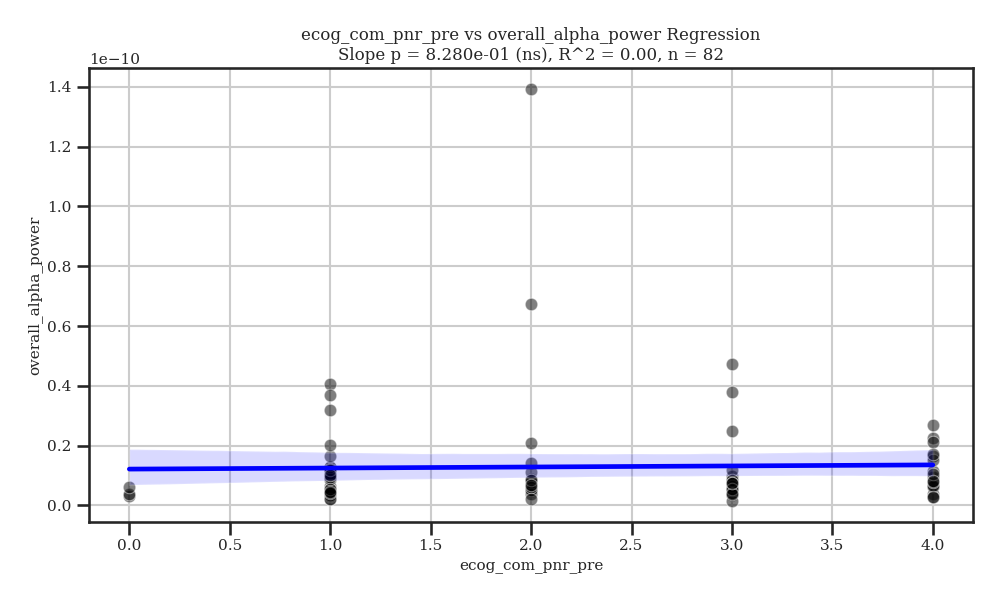 ecog_com_pnr_pre vs overall_alpha_power Regression
Slope p = 8.280e-01 (ns), R^2 = 0.00, n = 82
1e−10
1.4
1.2
1.0
0.8
0.6
0.4
0.2
0.0
overall_alpha_power
0.0 0.5 1.0 1.5 2.0 2.5 3.0 3.5 4.0
ecog_com_pnr_pre